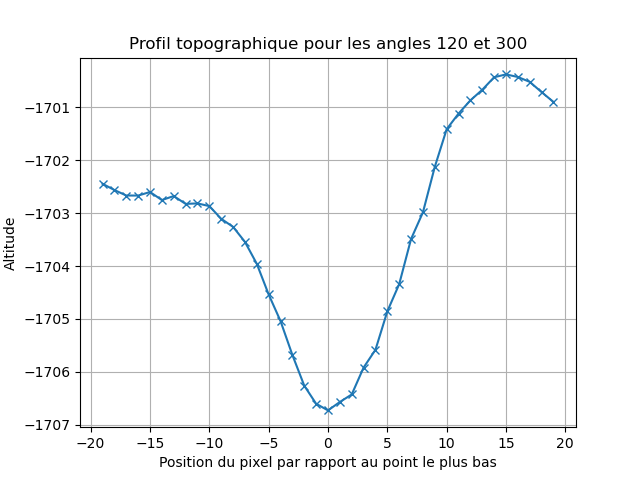 Profil topographique pour les angles 120 et 300
−1701
−1702
−1703
−1704
−1705
−1706
−1707
Altitude
−20 −15 −10 −5 0 5 10 15 20
Position du pixel par rapport au point le plus bas